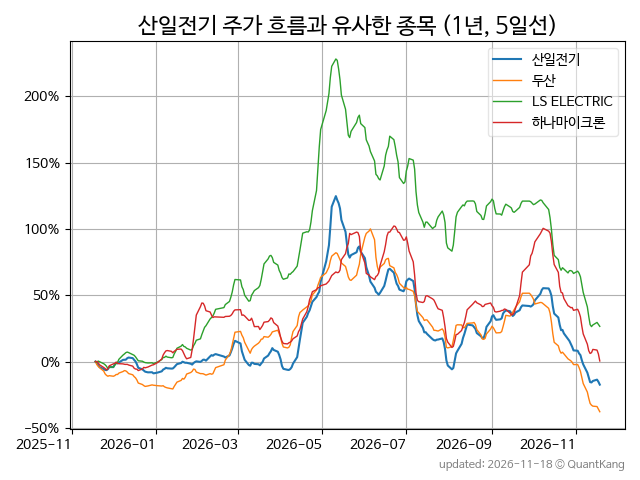 산일전기 주가 흐름과 유사한 종목 (1년, 5일선)
산일전기
두산
LS ELECTRIC
하나마이크론
200%
150%
100%
50%
0%
−50%
2025-11
2026-01
2026-03
2026-05
2026-07
2026-09
2026-11
updated: 2026-11-18 © QuantKang